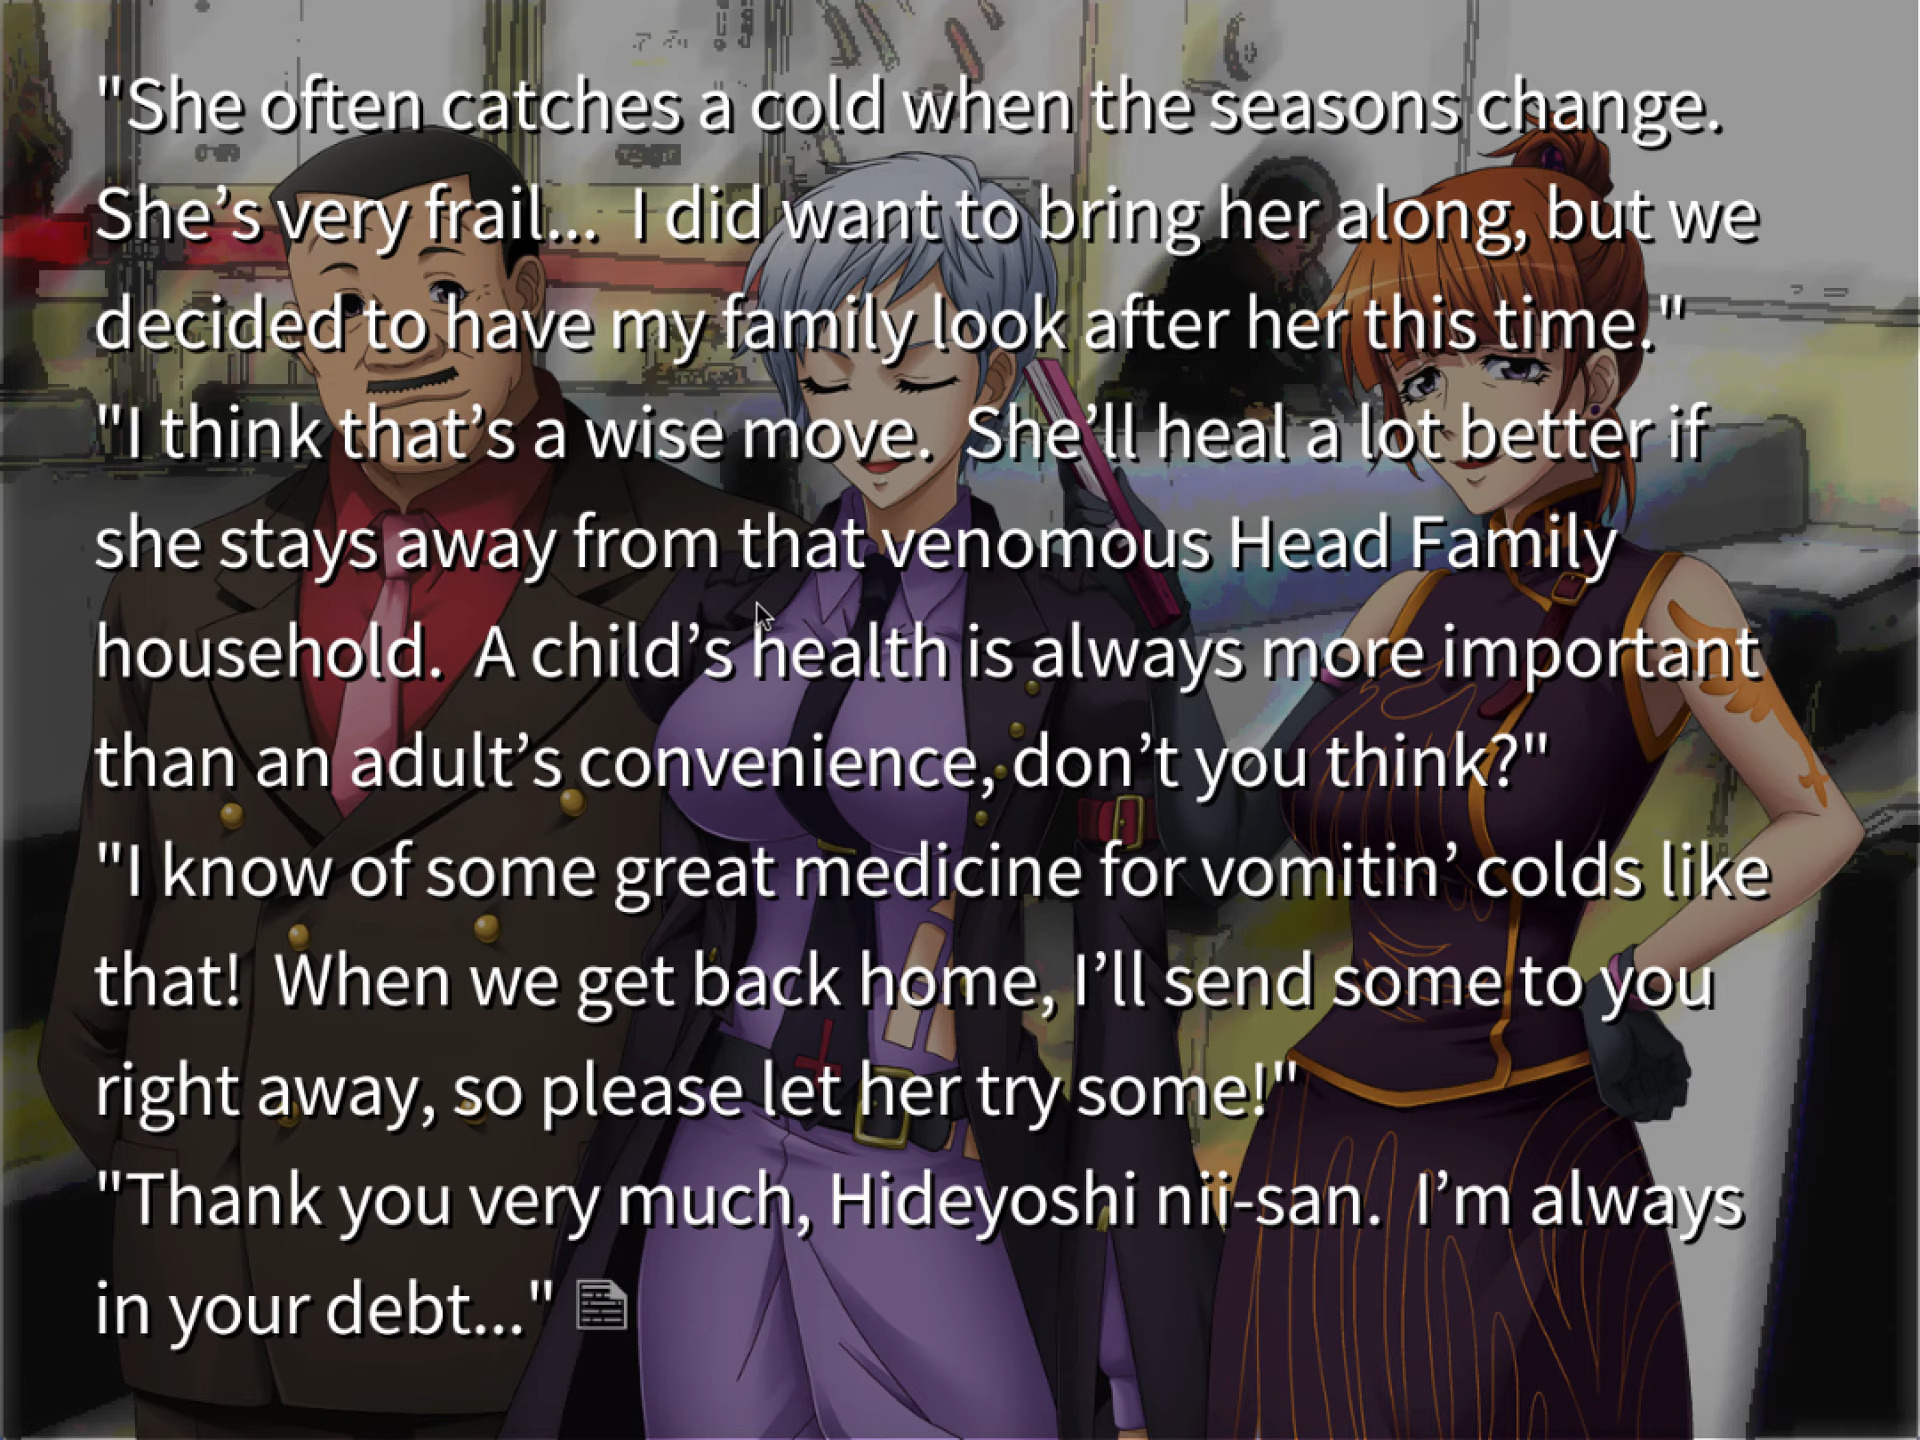 "She often catches a cold when the seasons change.
She’s very frail...  I did want to bring her along, but we
decided to have my family look after her this time."
"I think that’s a wise move.  She’ll heal a lot better if
she stays away from that venomous Head Family
household.  A child’s health is always more important
than an adult’s convenience, don’t you think?"
"I know of some great medicine for vomitin’ colds like
that!  When we get back home, I’ll send some to you
right away, so please let her try some!"
"Thank you very much, Hideyoshi nii-san.  I’m always
in your debt..."